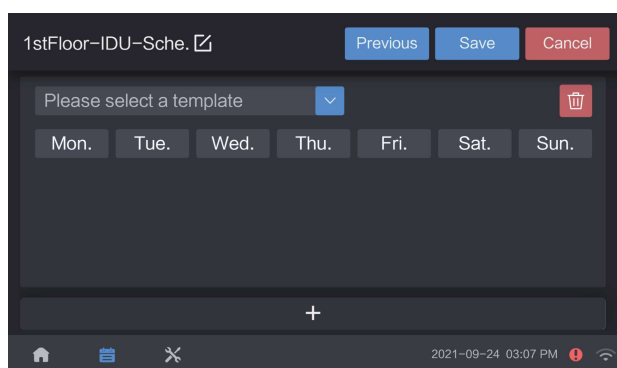 1stFloor-IDU-Sche. Previous Save Cancel
Please select a template
Mon. Tue. Wed. Thu. Fri. Sat. Sun.
+
2021-09-24 03:07 PM